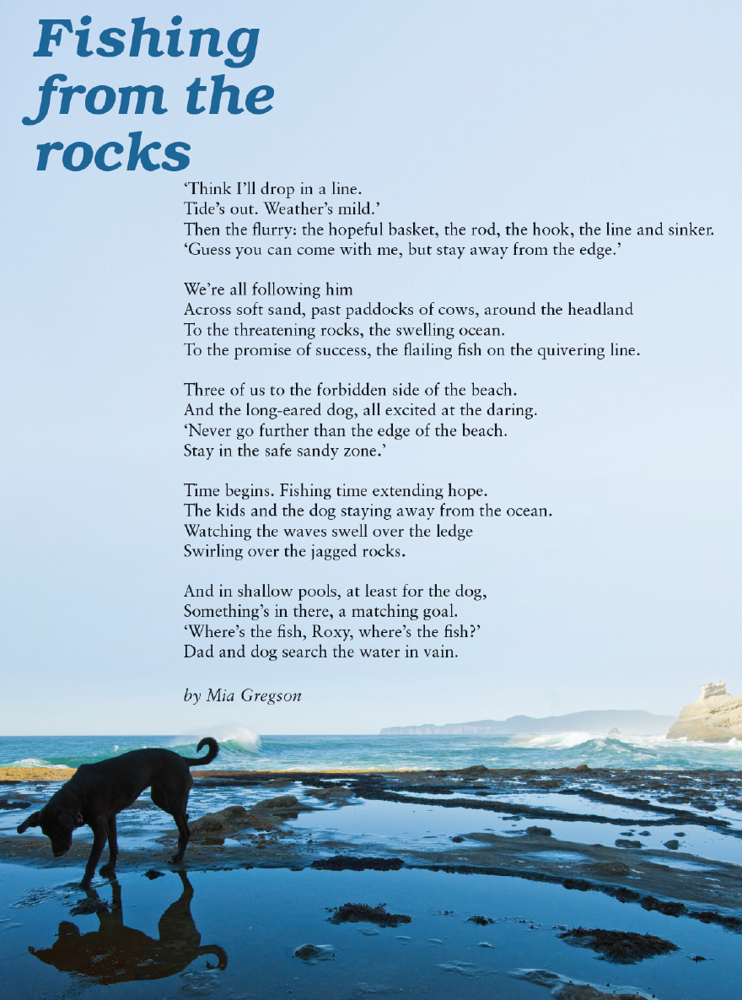 Fishing
from the
rocks
‘Think I’ll drop in a line.
Tide’s out. Weather’s mild.’
Then the flurry: the hopeful basket, the rod, the hook, the line and sinker.
‘Guess you can come with me, but stay away from the edge.’
We’re all following him
Across soft sand, past paddocks of cows, around the headland
To the threatening rocks, the swelling ocean.
To the promise of success, the flailing fish on the quivering line.
Three of us to the forbidden side of the beach.
And the long-eared dog, all excited at the daring.
‘Never go further than the edge of the beach.
Stay in the safe sandy zone.’
Time begins. Fishing time extending hope.
The kids and the dog staying away from the ocean.
Watching the waves swell over the ledge
Swirling over the jagged rocks.
And in shallow pools, at least for the dog,
Something’s in there, a matching goal.
‘Where’s the fish, Roxy, where’s the fish?’
Dad and dog search the water in vain.
by Mia Gregson